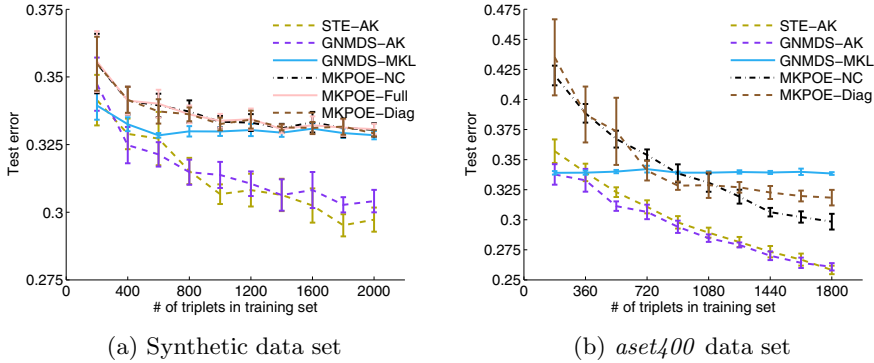 0.375
0.35
0.325
0.3
0.275
0
400
800
1200
1600
2000
Test error
# of triplets in training set
STE−AK
GNMDS−AK
GNMDS−MKL
MKPOE−NC
MKPOE−Full
MKPOE−Diag
(a) Synthetic data set
0.475
0.45
0.425
0.4
0.375
0.35
0.325
0.3
0.275
0.25
0
360
720
1080
1440
1800
Test error
# of triplets in training set
STE−AK
GNMDS−AK
GNMDS−MKL
MKPOE−NC
MKPOE−Diag
(b) aset400 data set